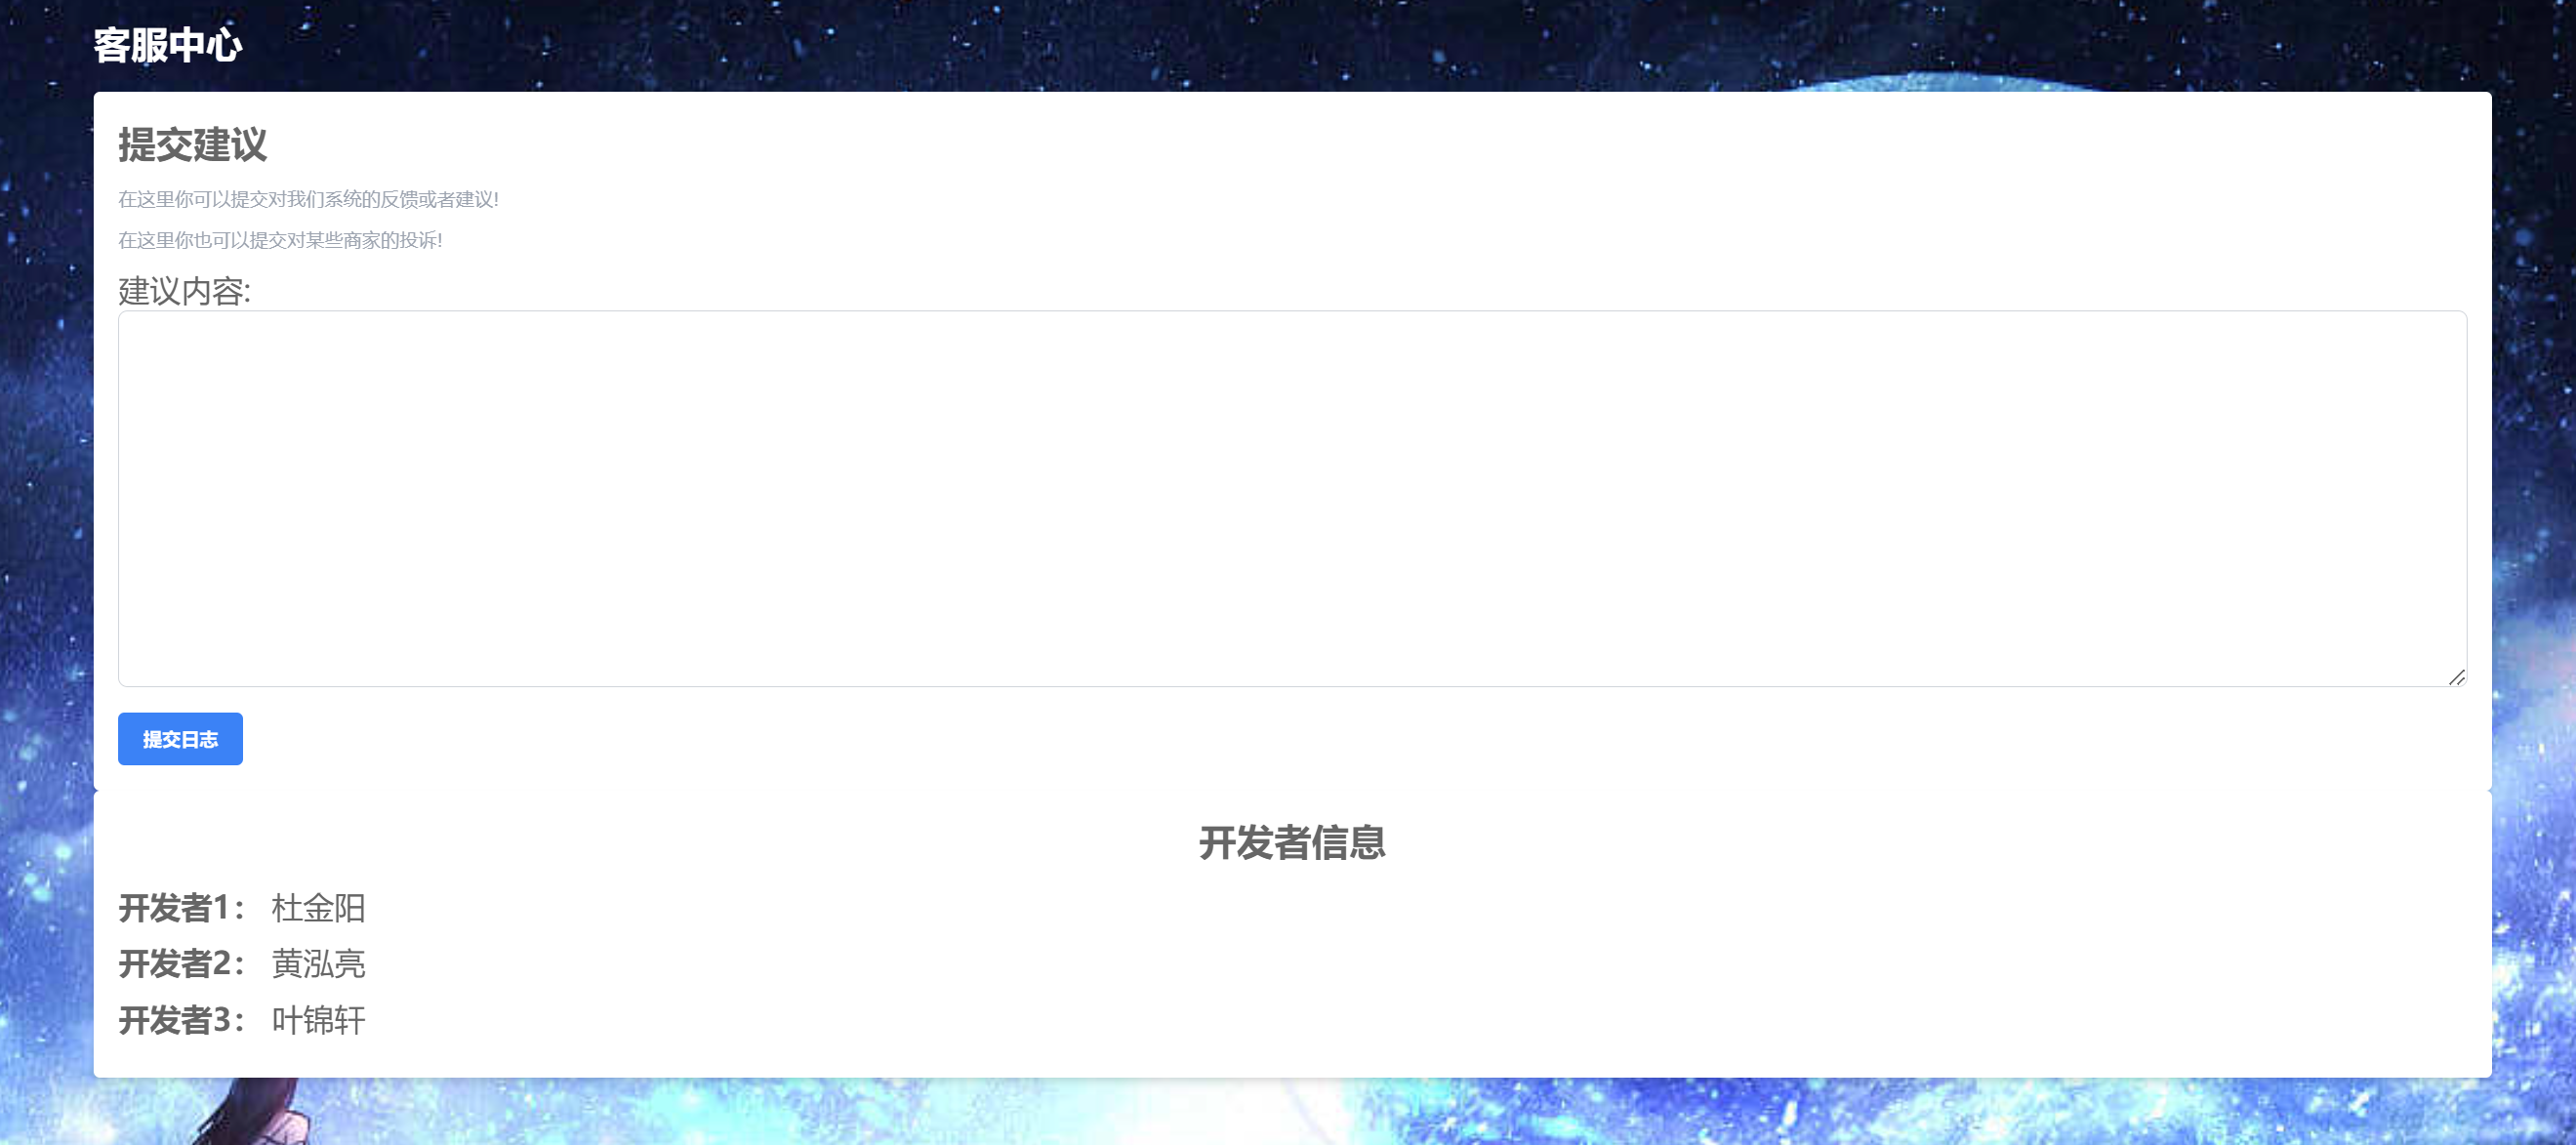 客服中心
提交建议
在这里你可以提交对我们系统的反馈或者建议!
在这里你也可以提交对某些商家的投诉!
建议内容:
提交日志
开发者信息
开发者1： 杜金阳
开发者2： 黄泓亮
开发者3： 叶锦轩